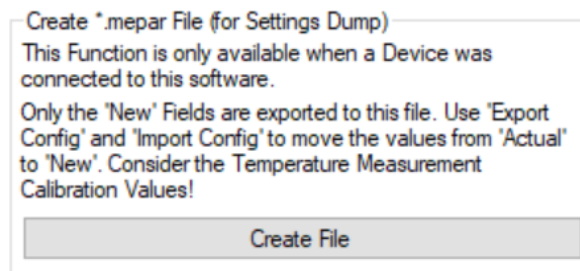 Create *.mepar File (for Settings Dump)
This Function is only available when a Device was
connected to this software.
Only the 'New' Fields are exported to this file. Use 'Export
Config' and 'Import Config' to move the values from 'Actual'
to 'New'. Consider the Temperature Measurement
Calibration Values!
Create File